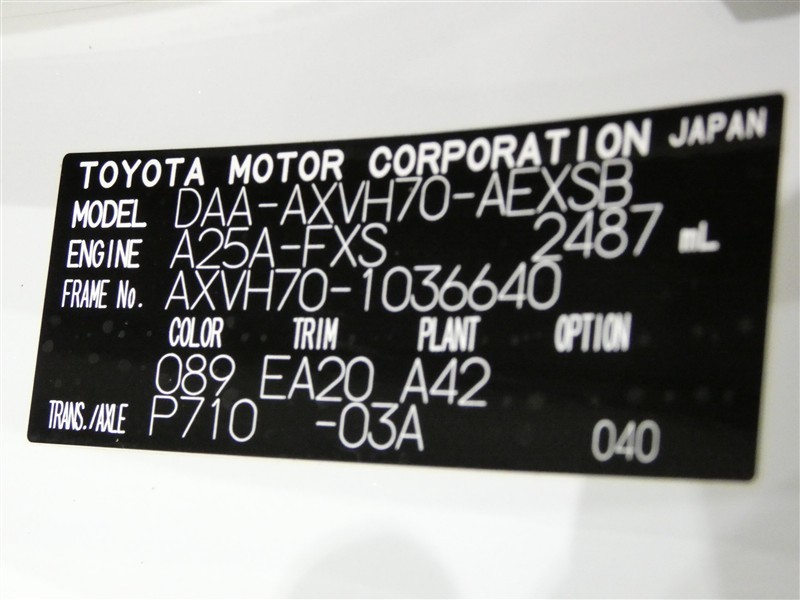 TOYOTA MOTOR CORPORATION JAPAN
MODEL DAA-AXVH70-AEXSB
ENGINE A25A-FXS 2487 mL
FRAME No. AXVH70-1036640
COLOR TRIM PLANT OPTION
089 EA20 A42
TRANS./AXLE P710 -03A 040